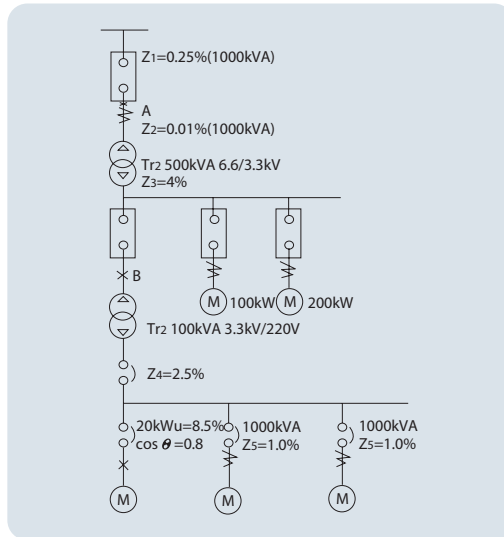 Z1=0.25%(1000kVA)
A
Z2=0.01%(1000kVA)
Tr2 500kVA 6.6/3.3kV
Z3=4%
B
M 100kW M 200kW
Tr2 100kVA 3.3kV/220V
Z4=2.5%
20kWu=8.5% 1000kVA 1000kVA
cos θ=0.8 Z5=1.0% Z5=1.0%
M M M